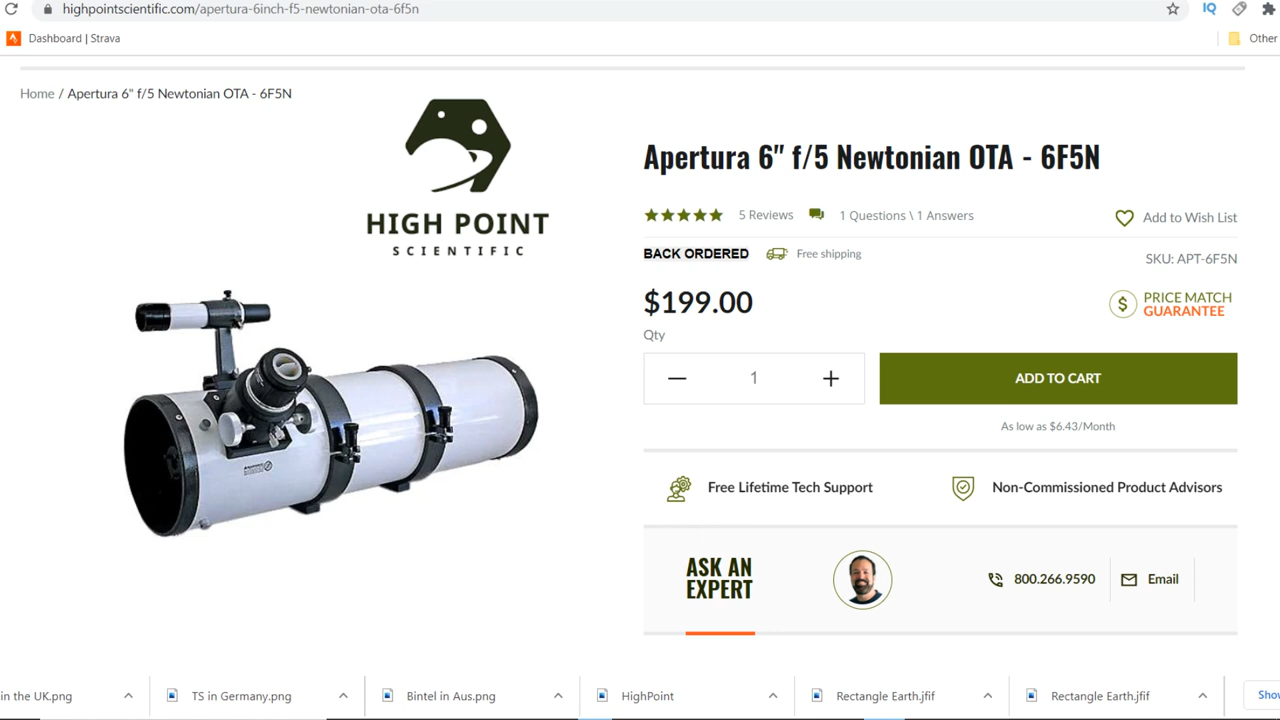 highpointscientific.com/apertura-6inch-f5-newtonian-ota-6f5n
IQ
Dashboard | Strava
Other
Home / Apertura 6" f/5 Newtonian OTA - 6F5N
HIGH POINT
SCIENTIFIC
Apertura 6" f/5 Newtonian OTA - 6F5N
5 Reviews
1 Questions \ 1 Answers
Add to Wish List
BACK ORDERED
Free shipping
SKU: APT-6F5N
$199.00
PRICE MATCH
GUARANTEE
Qty
1
ADD TO CART
As low as $6.43/Month
Free Lifetime Tech Support
Non-Commissioned Product Advisors
ASK AN
EXPERT
800.266.9590
Email
in the UK.png
TS in Germany.png
Bintel in Aus.png
HighPoint
Rectangle Earth.jfif
Rectangle Earth.jfif
Show